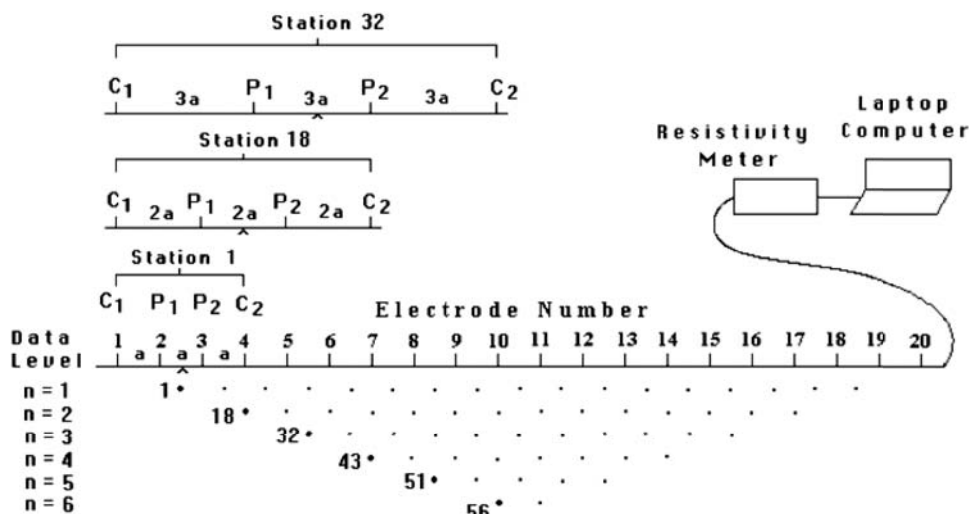 Station 32
C1 P1 P2 C2
3a 3a 3a
Laptop
Computer
Resistivity
Meter
Station 18
C1 P1 P2 C2
2a 2a 2a
Station 1
C1 P1 P2 C2
Electrode Number
Data
Level
1 2 3 4 5 6 7 8 9 10 11 12 13 14 15 16 17 18 19 20
a a a
n = 1 1
n = 2 18
n = 3 32
n = 4 43
n = 5 51
n = 6 56